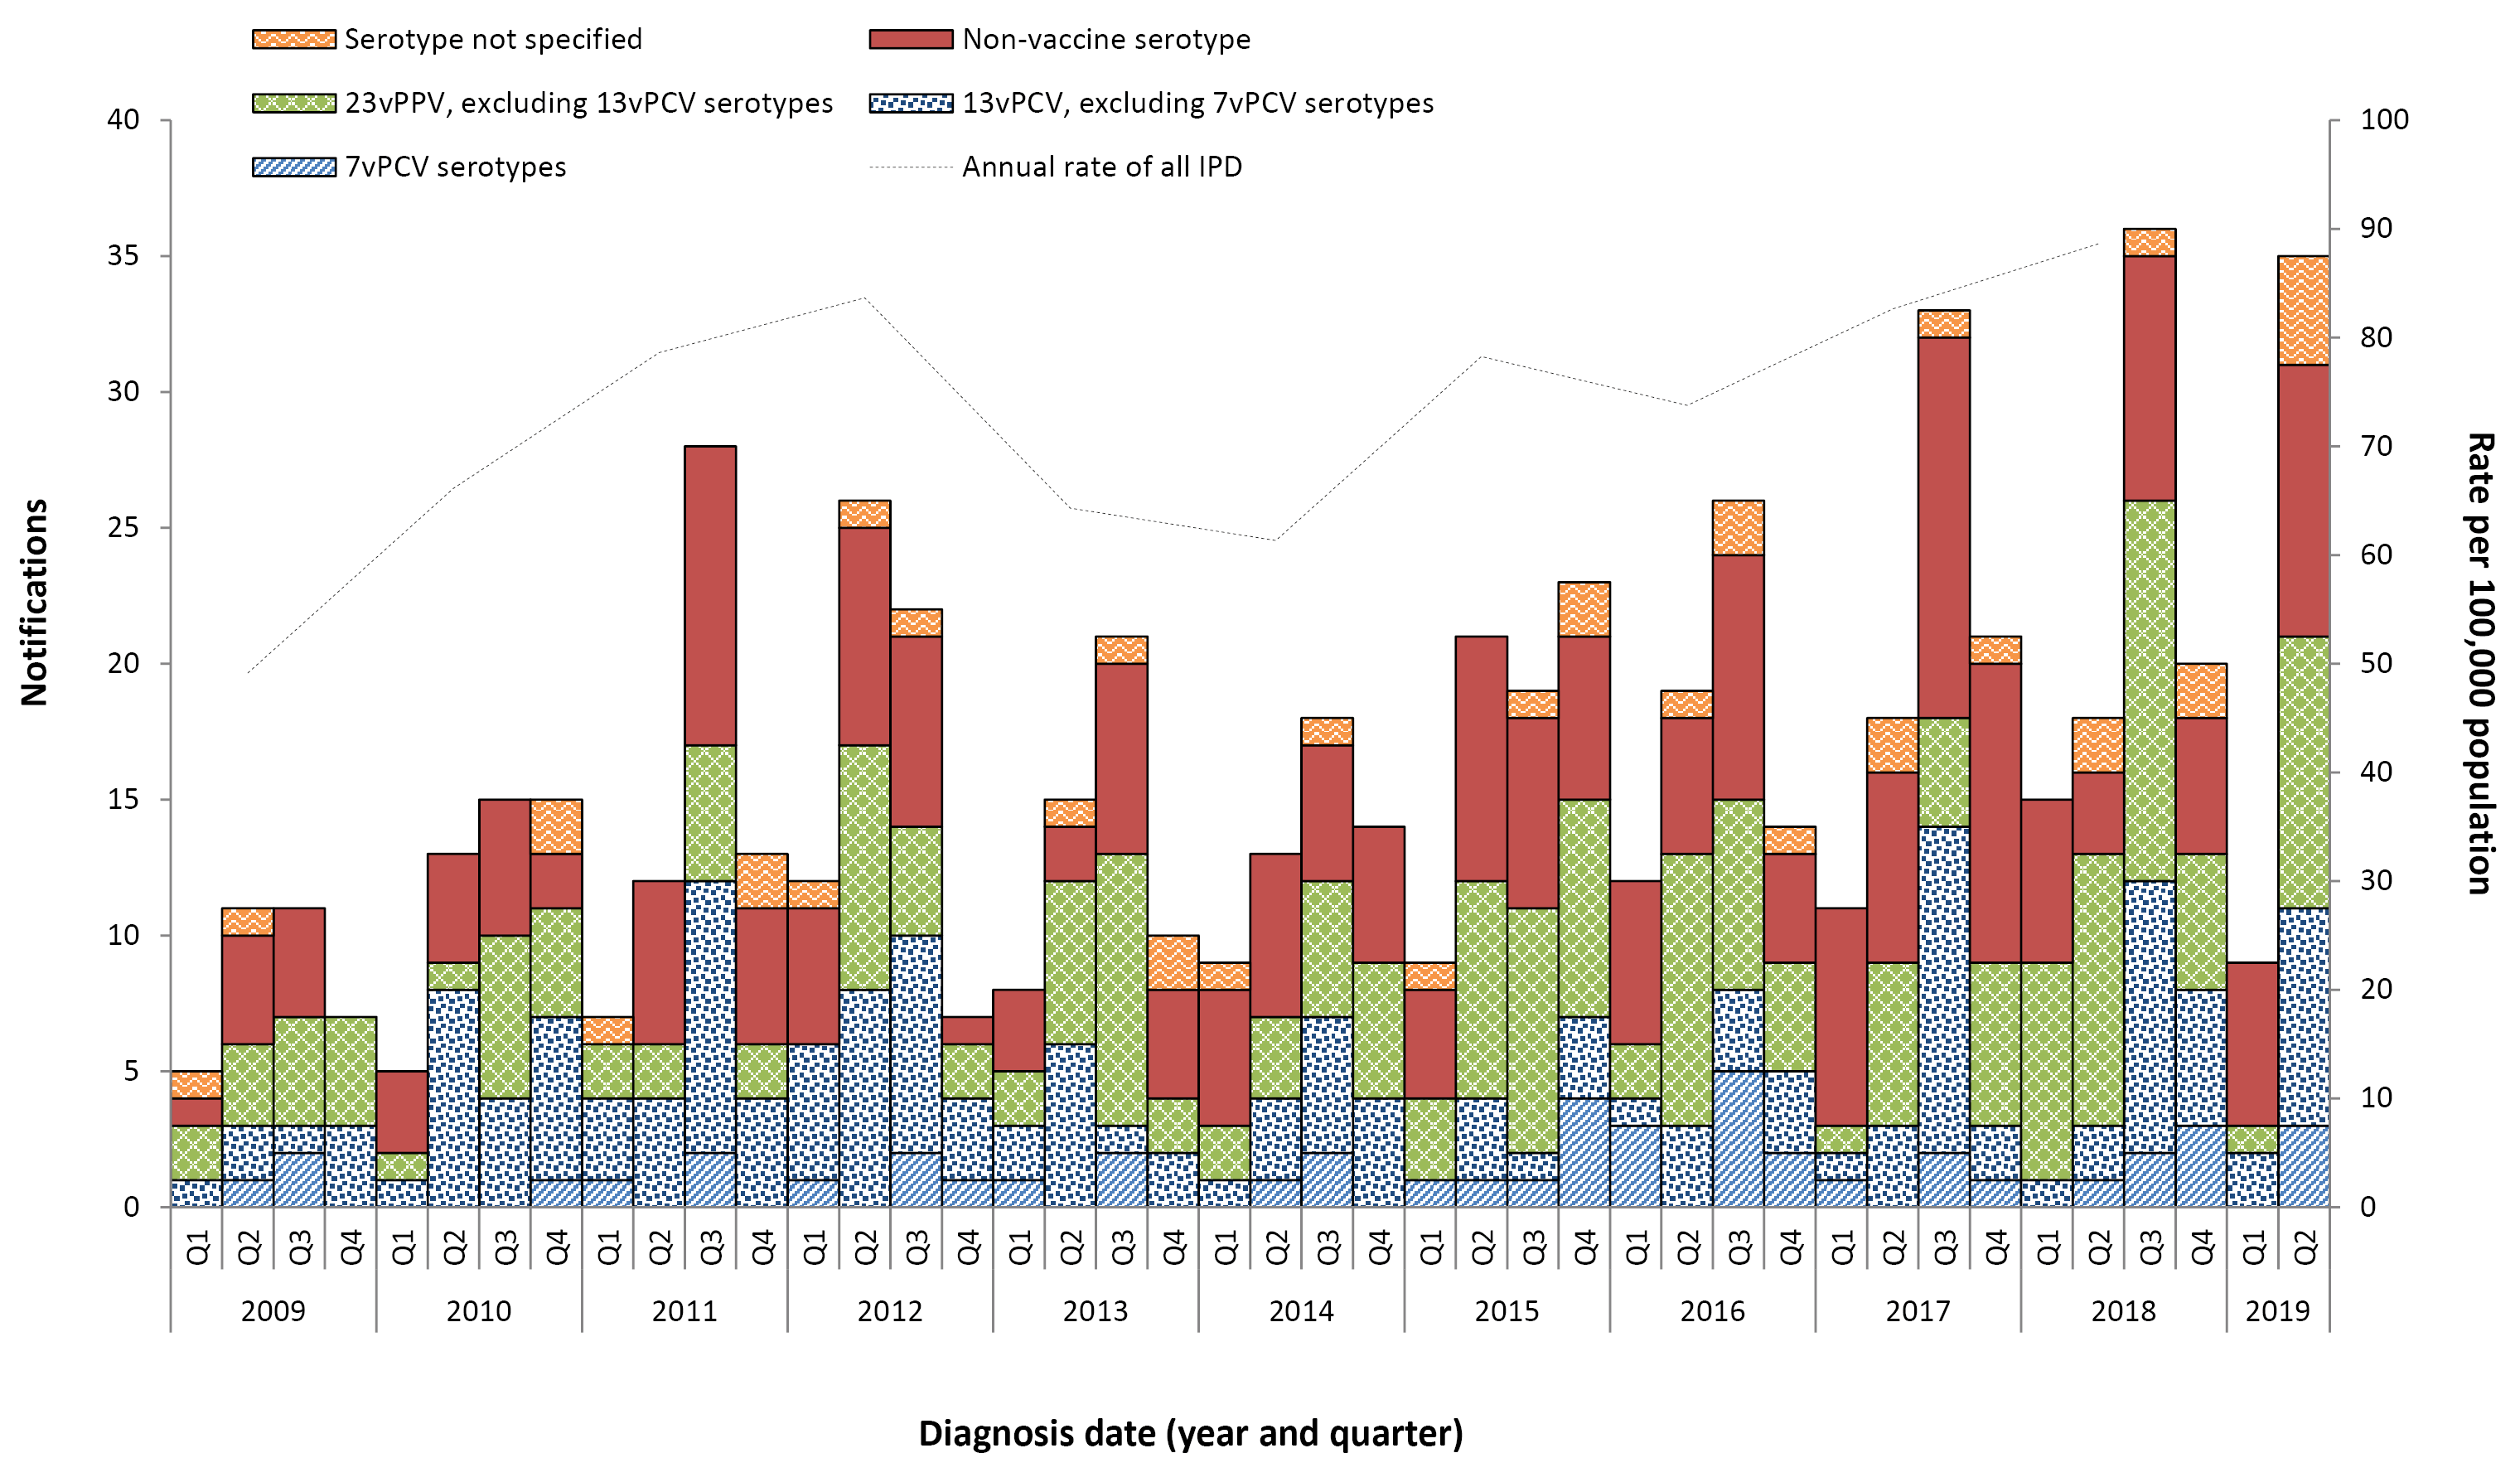 Serotype not specified
Non-vaccine serotype
23vPPV, excluding 13vPCV serotypes
13vPCV, excluding 7vPCV serotypes
7vPCV serotypes
Annual rate of all IPD
40
35
30
25
20
15
10
5
0
Notifications
100
90
80
70
60
50
40
30
20
10
0
Rate per 100,000 population
Q1 Q2 Q3 Q4 Q1 Q2 Q3 Q4 Q1 Q2 Q3 Q4 Q1 Q2 Q3 Q4 Q1 Q2 Q3 Q4 Q1 Q2 Q3 Q4 Q1 Q2 Q3 Q4 Q1 Q2 Q3 Q4 Q1 Q2 Q3 Q4 Q1 Q2 Q3 Q4 Q1 Q2
2009 2010 2011 2012 2013 2014 2015 2016 2017 2018 2019
Diagnosis date (year and quarter)